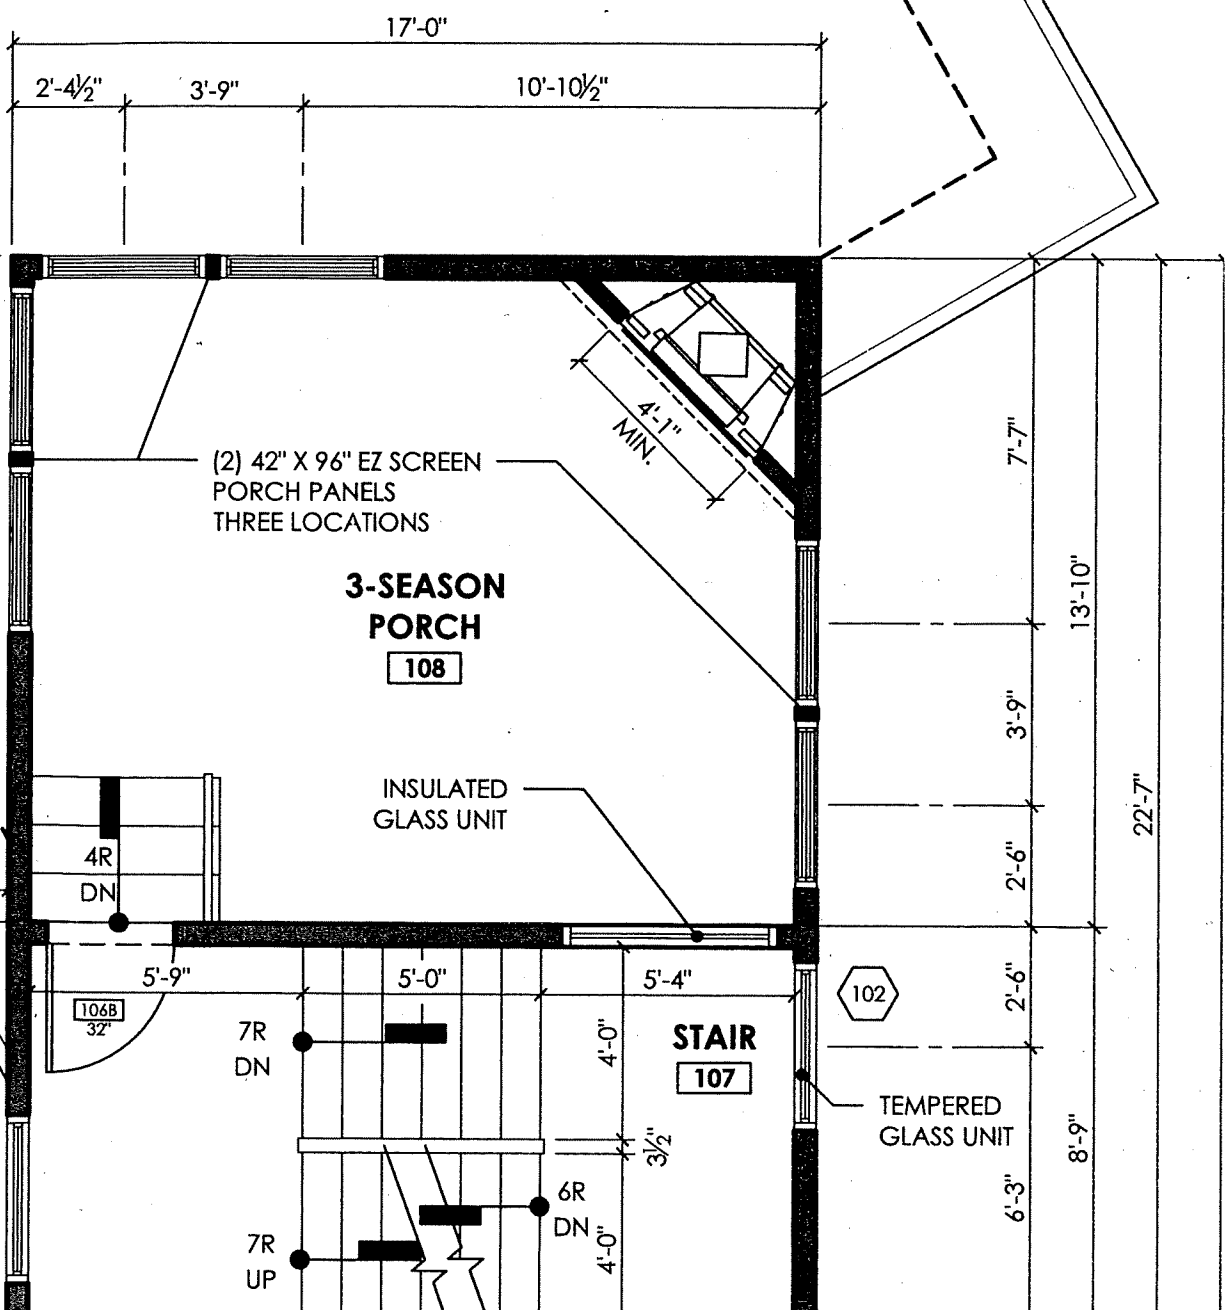 17'-0"
2'-4½"
3'-9"
10'-10½"
4'-1"
MIN.
7'-7"
(2) 42" X 96" EZ SCREEN
PORCH PANELS
THREE LOCATIONS
13'-10"
3-SEASON
PORCH
108
3'-9"
INSULATED
GLASS UNIT
22'-7"
4R
DN
2'-6"
5'-9"
5'-0"
5'-4"
102
2'-6"
106B
32"
7R
DN
4'-0"
STAIR
107
TEMPERED
GLASS UNIT
3½"
8'-9"
6R
DN
6'-3"
7R
UP
4'-0"